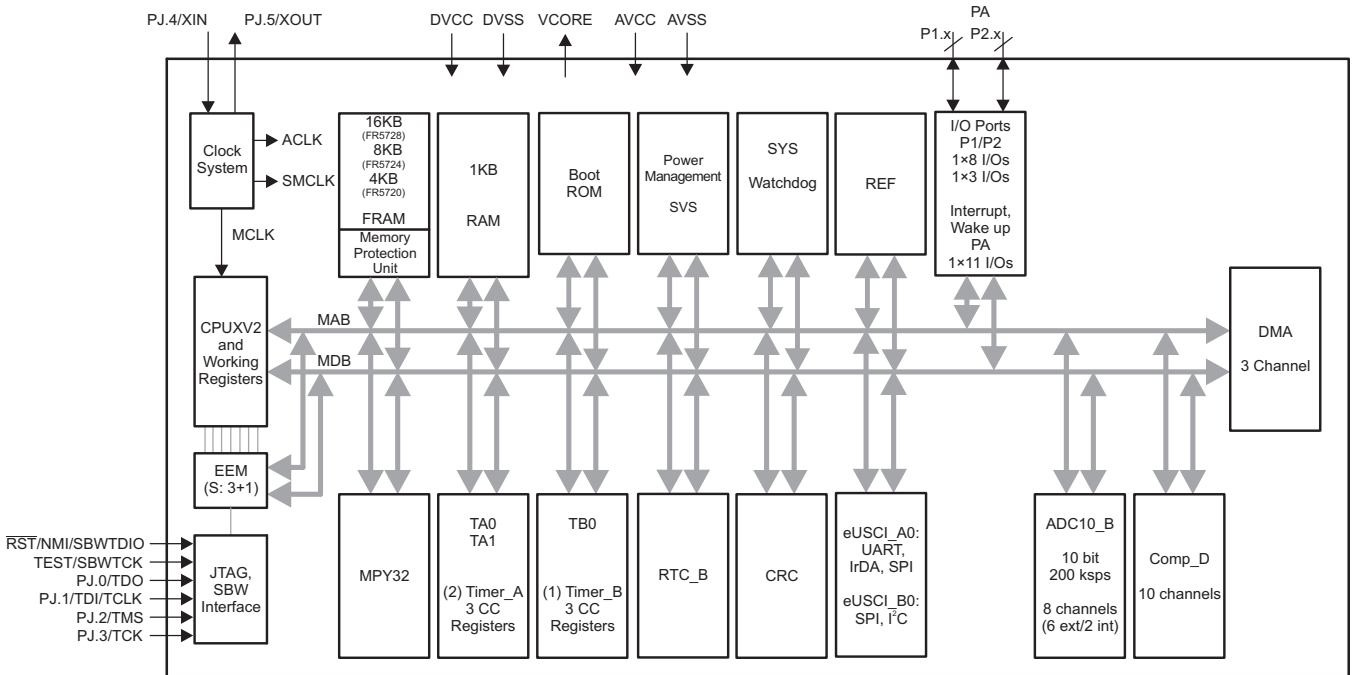 PJ.4/XIN
PJ.5/XOUT
DVCC
DVSS
VCORE
AVCC
AVSS
PA
P1.x
P2.x
Clock
System
ACLK
SMCLK
MCLK
16KB
(FR5728)
8KB
(FR5724)
4KB
(FR5720)
FRAM
Memory
Protection
Unit
1KB
RAM
Boot
ROM
Power
Management
SVS
SYS
Watchdog
REF
I/O Ports
P1/P2
1×8 I/Os
1×3 I/Os
Interrupt,
Wake up
PA
1×11 I/Os
CPUXV2
and
Working
Registers
MAB
MDB
DMA
3 Channel
EEM
(S: 3+1)
RST/NMI/SBWTDIO
TEST/SBWTCK
PJ.0/TDO
PJ.1/TDI/TCLK
PJ.2/TMS
PJ.3/TCK
JTAG,
SBW
Interface
MPY32
TA0
TA1
(2) Timer_A
3 CC
Registers
TB0
(1) Timer_B
3 CC
Registers
RTC_B
CRC
eUSCI_A0:
UART,
IrDA, SPI
eUSCI_B0:
SPI, I²C
ADC10_B
10 bit
200 ksps
8 channels
(6 ext/2 int)
Comp_D
10 channels